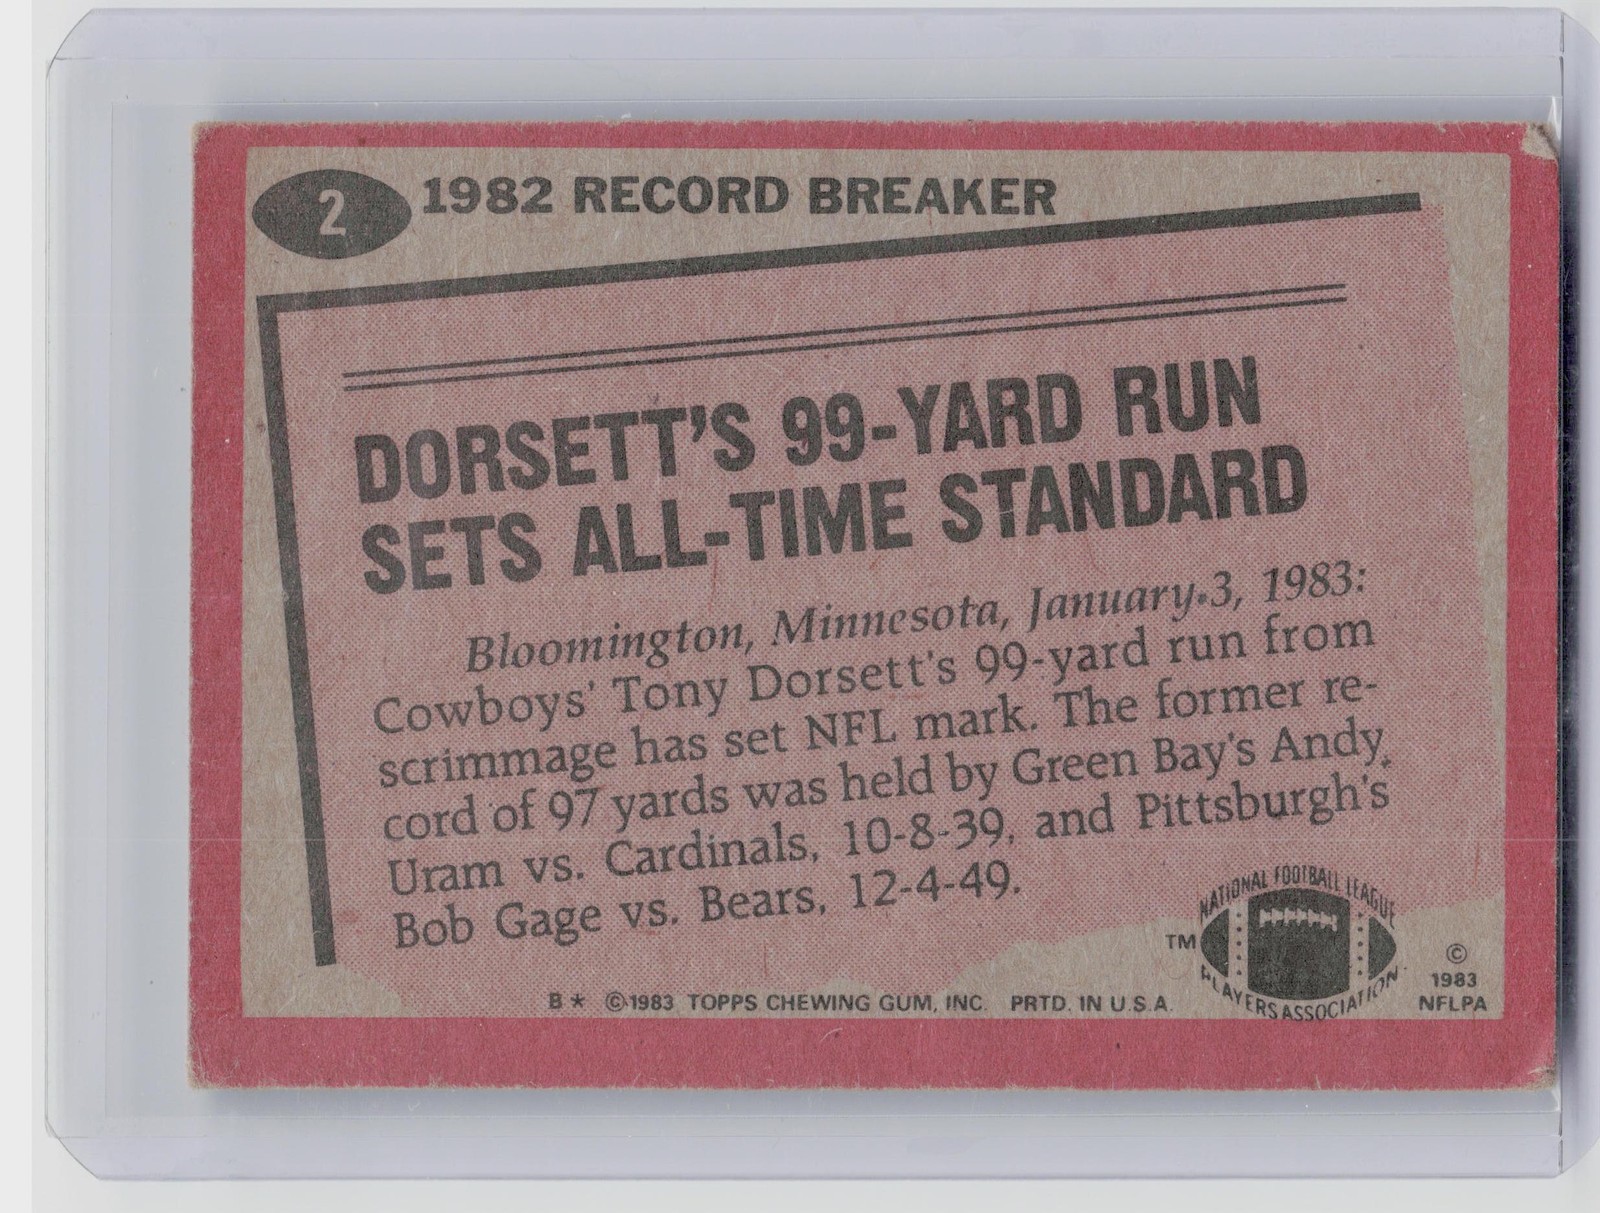 2 1982 RECORD BREAKER
DORSETT'S 99-YARD RUN
SETS ALL-TIME STANDARD
Bloomington, Minnesota, January 3, 1983:
Cowboys' Tony Dorsett's 99-yard run from
scrimmage has set NFL mark. The former re-
cord of 97 yards was held by Green Bay's Andy
Uram vs. Cardinals, 10-8-39, and Pittsburgh's
Bob Gage vs. Bears, 12-4-49.
NATIONAL FOOTBALL LEAGUE
TM
PLAYERS ASSOCIATION
©
1983
NFLPA
B* © 1983 TOPPS CHEWING GUM, INC. PRTD. IN U.S.A.